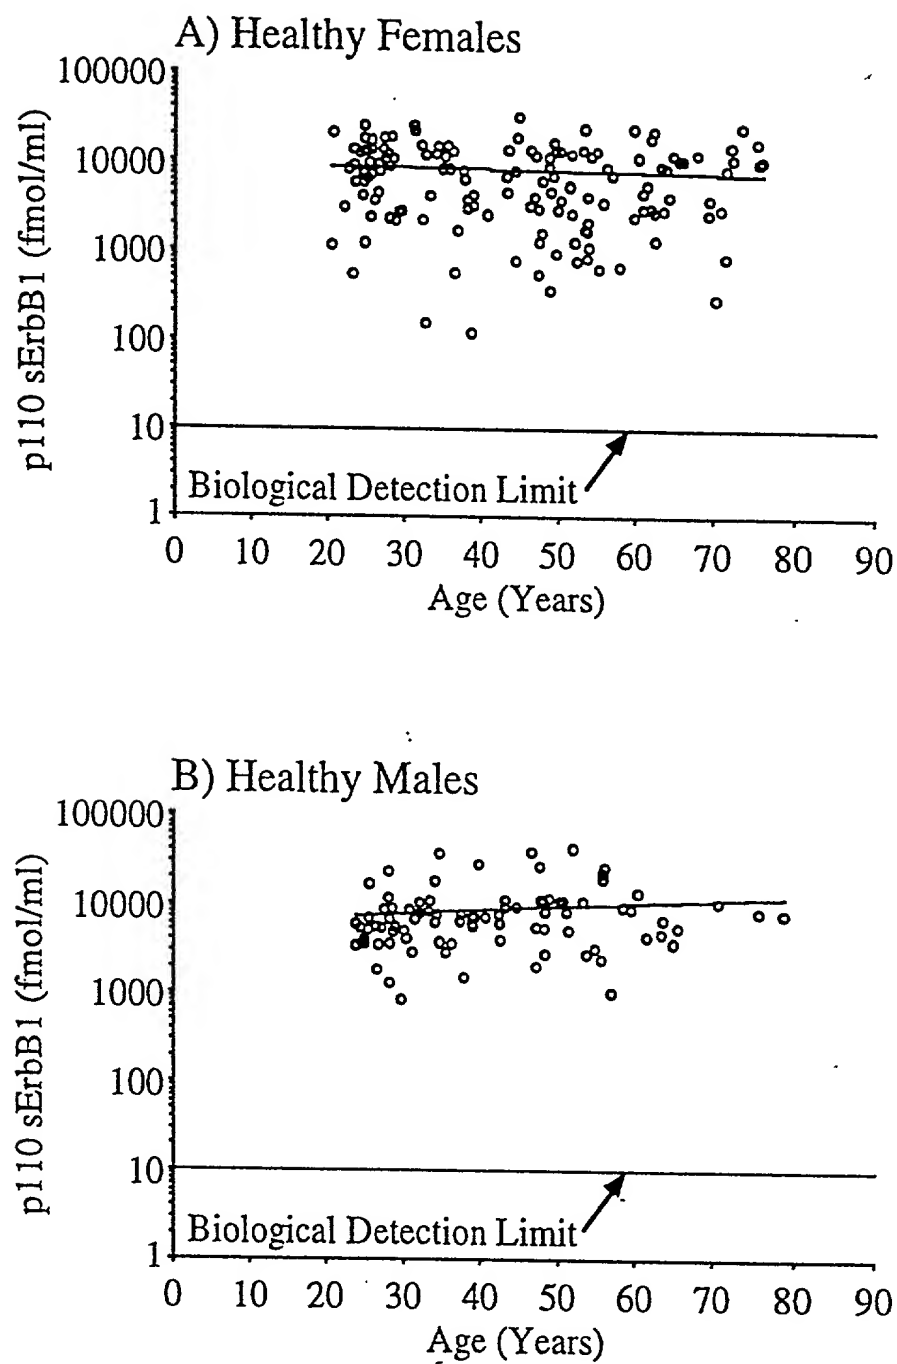 A) Healthy Females
100000
10000
1000
100
10
1
p110 sErbB1 (fmol/ml)
Biological Detection Limit
0 10 20 30 40 50 60 70 80 90
Age (Years)
B) Healthy Males
100000
10000
1000
100
10
1
p110 sErbB1 (fmol/ml)
Biological Detection Limit
0 10 20 30 40 50 60 70 80 90
Age (Years)